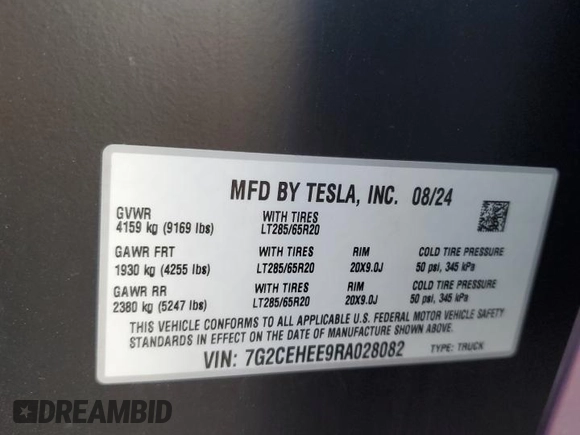 MFD BY TESLA, INC. 08/24
GVWR WITH TIRES
4159 kg (9169 lbs) LT285/65R20
GAWR FRT WITH TIRES RIM COLD TIRE PRESSURE
1930 kg (4255 lbs) LT285/65R20 20X9.0J 50 psi, 345 kPa
GAWR RR WITH TIRES RIM COLD TIRE PRESSURE
2380 kg (5247 lbs) LT285/65R20 20X9.0J 50 psi, 345 kPa
THIS VEHICLE CONFORMS TO ALL APPLICABLE U.S. FEDERAL MOTOR VEHICLE SAFETY
STANDARDS IN EFFECT ON THE DATE OF MANUFACTURE SHOWN ABOVE.
VIN: 7G2CEHEE9RA028082 TYPE: TRUCK
DREAMBID